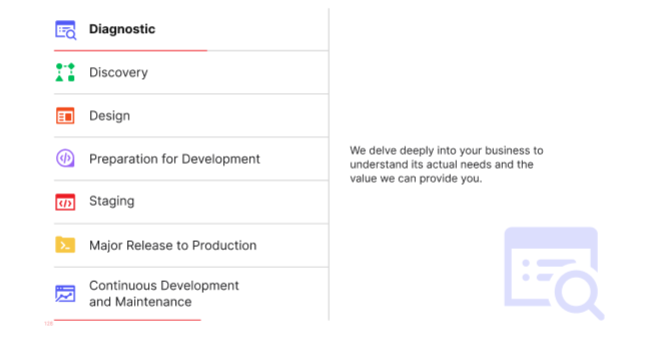 Diagnostic
Discovery
Design
Preparation for Development
Staging
Major Release to Production
Continuous Development
and Maintenance
We delve deeply into your business to
understand its actual needs and the
value we can provide you.